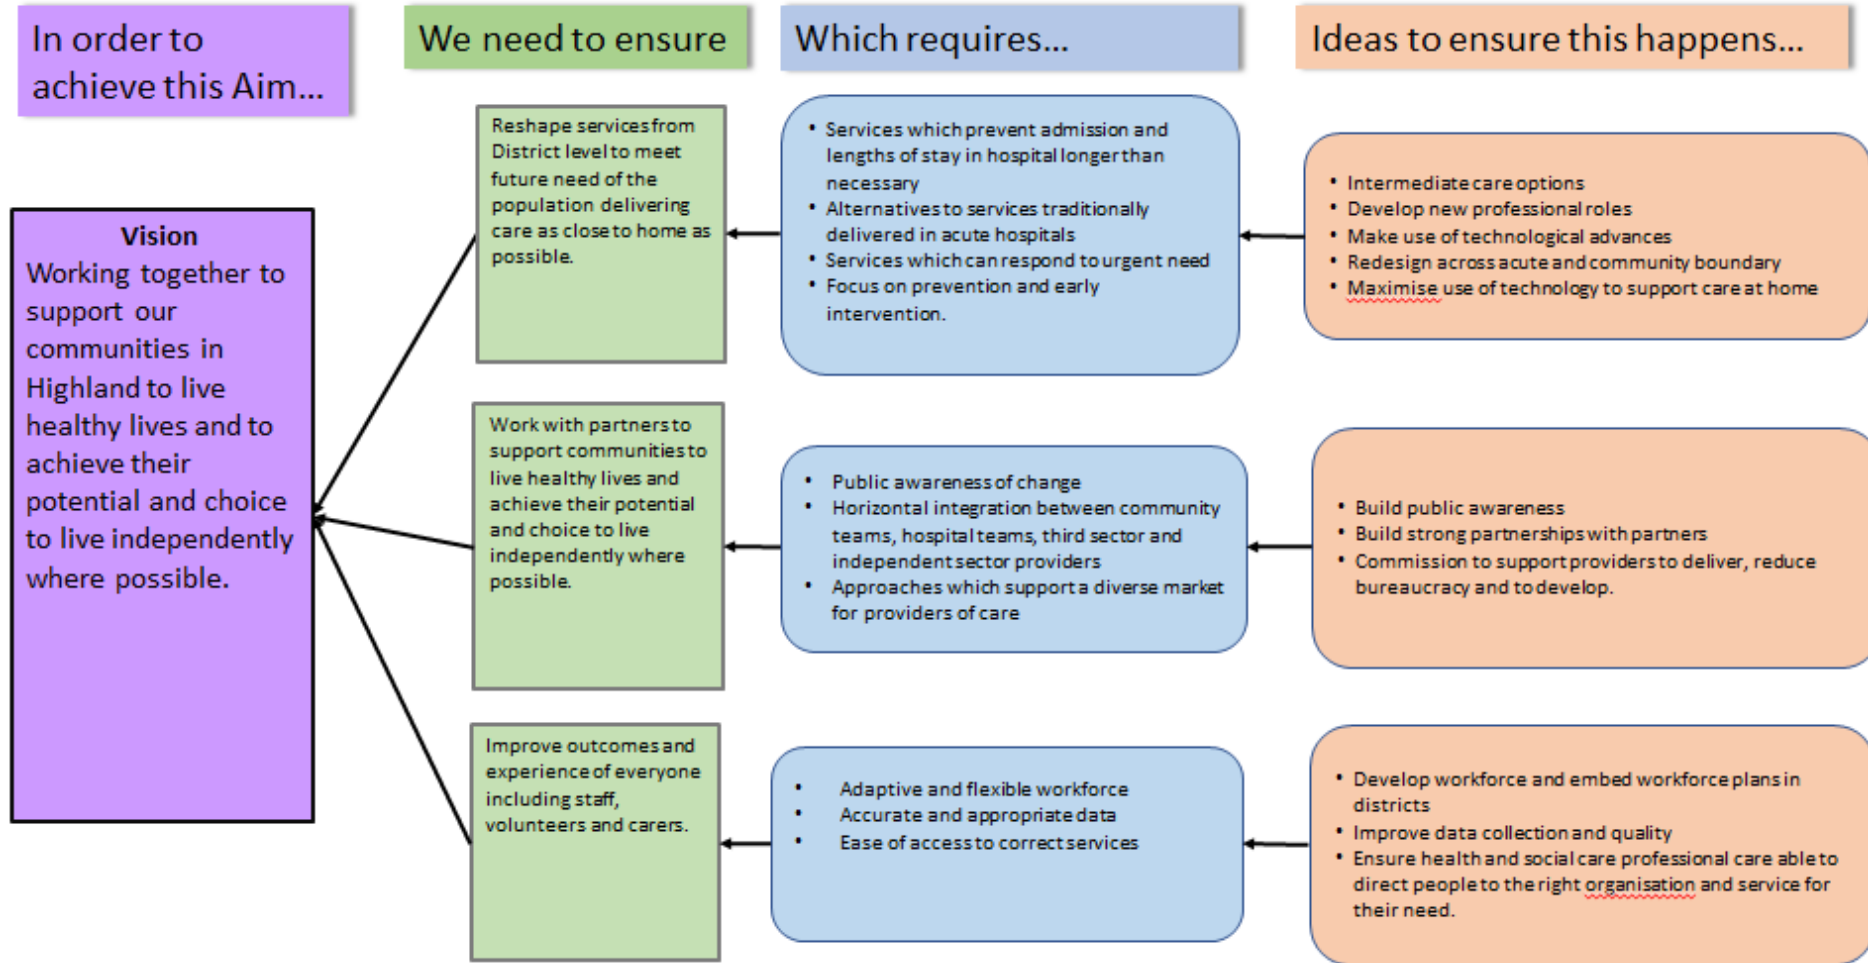 In order to
achieve this Aim...
We need to ensure
Which requires...
Ideas to ensure this happens...
Vision
Working together to
support our
communities in
Highland to live
healthy lives and to
achieve their
potential and choice
to live independently
where possible.
Reshape services from
District level to meet
future need of the
population delivering
care as close to home as
possible.
• Services which prevent admission and
lengths of stay in hospital longer than
necessary
• Alternatives to services traditionally
delivered in acute hospitals
• Services which can respond to urgent need
• Focus on prevention and early
intervention.
• Intermediate care options
• Develop new professional roles
• Make use of technological advances
• Redesign across acute and community boundary
• Maximise use of technology to support care at home
Work with partners to
support communities to
live healthy lives and
achieve their potential
and choice to live
independently where
possible.
• Public awareness of change
• Horizontal integration between community
teams, hospital teams, third sector and
independent sector providers
• Approaches which support a diverse market
for providers of care
• Build public awareness
• Build strong partnerships with partners
• Commission to support providers to deliver, reduce
bureaucracy and to develop.
Improve outcomes and
experience of everyone
including staff,
volunteers and carers.
• Adaptive and flexible workforce
• Accurate and appropriate data
• Ease of access to correct services
• Develop workforce and embed workforce plans in
districts
• Improve data collection and quality
• Ensure health and social care professional care able to
direct people to the right organisation and service for
their need.